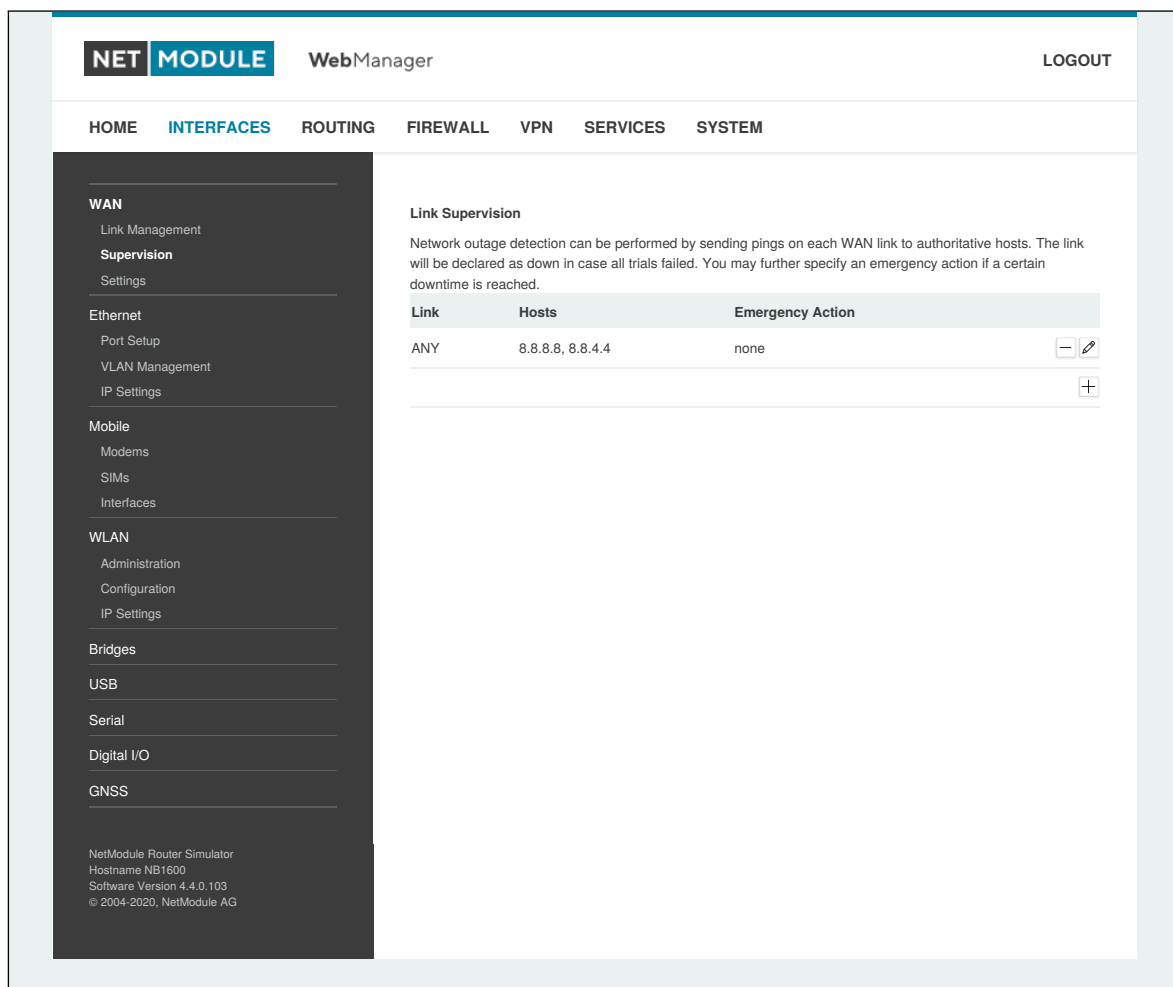 NET MODULE WebManager LOGOUT
HOME INTERFACES ROUTING FIREWALL VPN SERVICES SYSTEM
WAN
Link Management
Supervision
Settings
Ethernet
Port Setup
VLAN Management
IP Settings
Mobile
Modems
SIMs
Interfaces
WLAN
Administration
Configuration
IP Settings
Bridges
USB
Serial
Digital I/O
GNSS
NetModule Router Simulator
Hostname NB1600
Software Version 4.4.0.103
© 2004-2020, NetModule AG
Link Supervision
Network outage detection can be performed by sending pings on each WAN link to authoritative hosts. The link
will be declared as down in case all trials failed. You may further specify an emergency action if a certain
downtime is reached.
Link Hosts Emergency Action
ANY 8.8.8.8, 8.8.4.4 none